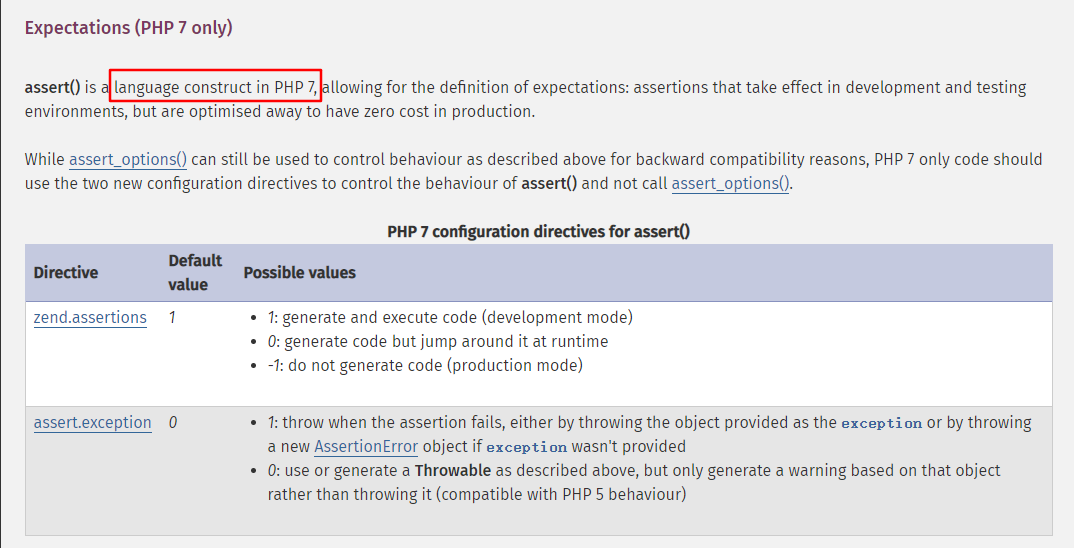 Expectations (PHP 7 only)
assert() is a language construct in PHP 7, allowing for the definition of expectations: assertions that take effect in development and testing
environments, but are optimised away to have zero cost in production.
While assert_options() can still be used to control behaviour as described above for backward compatibility reasons, PHP 7 only code should
use the two new configuration directives to control the behaviour of assert() and not call assert_options().
PHP 7 configuration directives for assert()
Directive Default value Possible values
zend.assertions 1
• 1: generate and execute code (development mode)
• 0: generate code but jump around it at runtime
• -1: do not generate code (production mode)
assert.exception 0
• 1: throw when the assertion fails, either by throwing the object provided as the exception or by throwing
a new AssertionError object if exception wasn't provided
• 0: use or generate a Throwable as described above, but only generate a warning based on that object
rather than throwing it (compatible with PHP 5 behaviour)